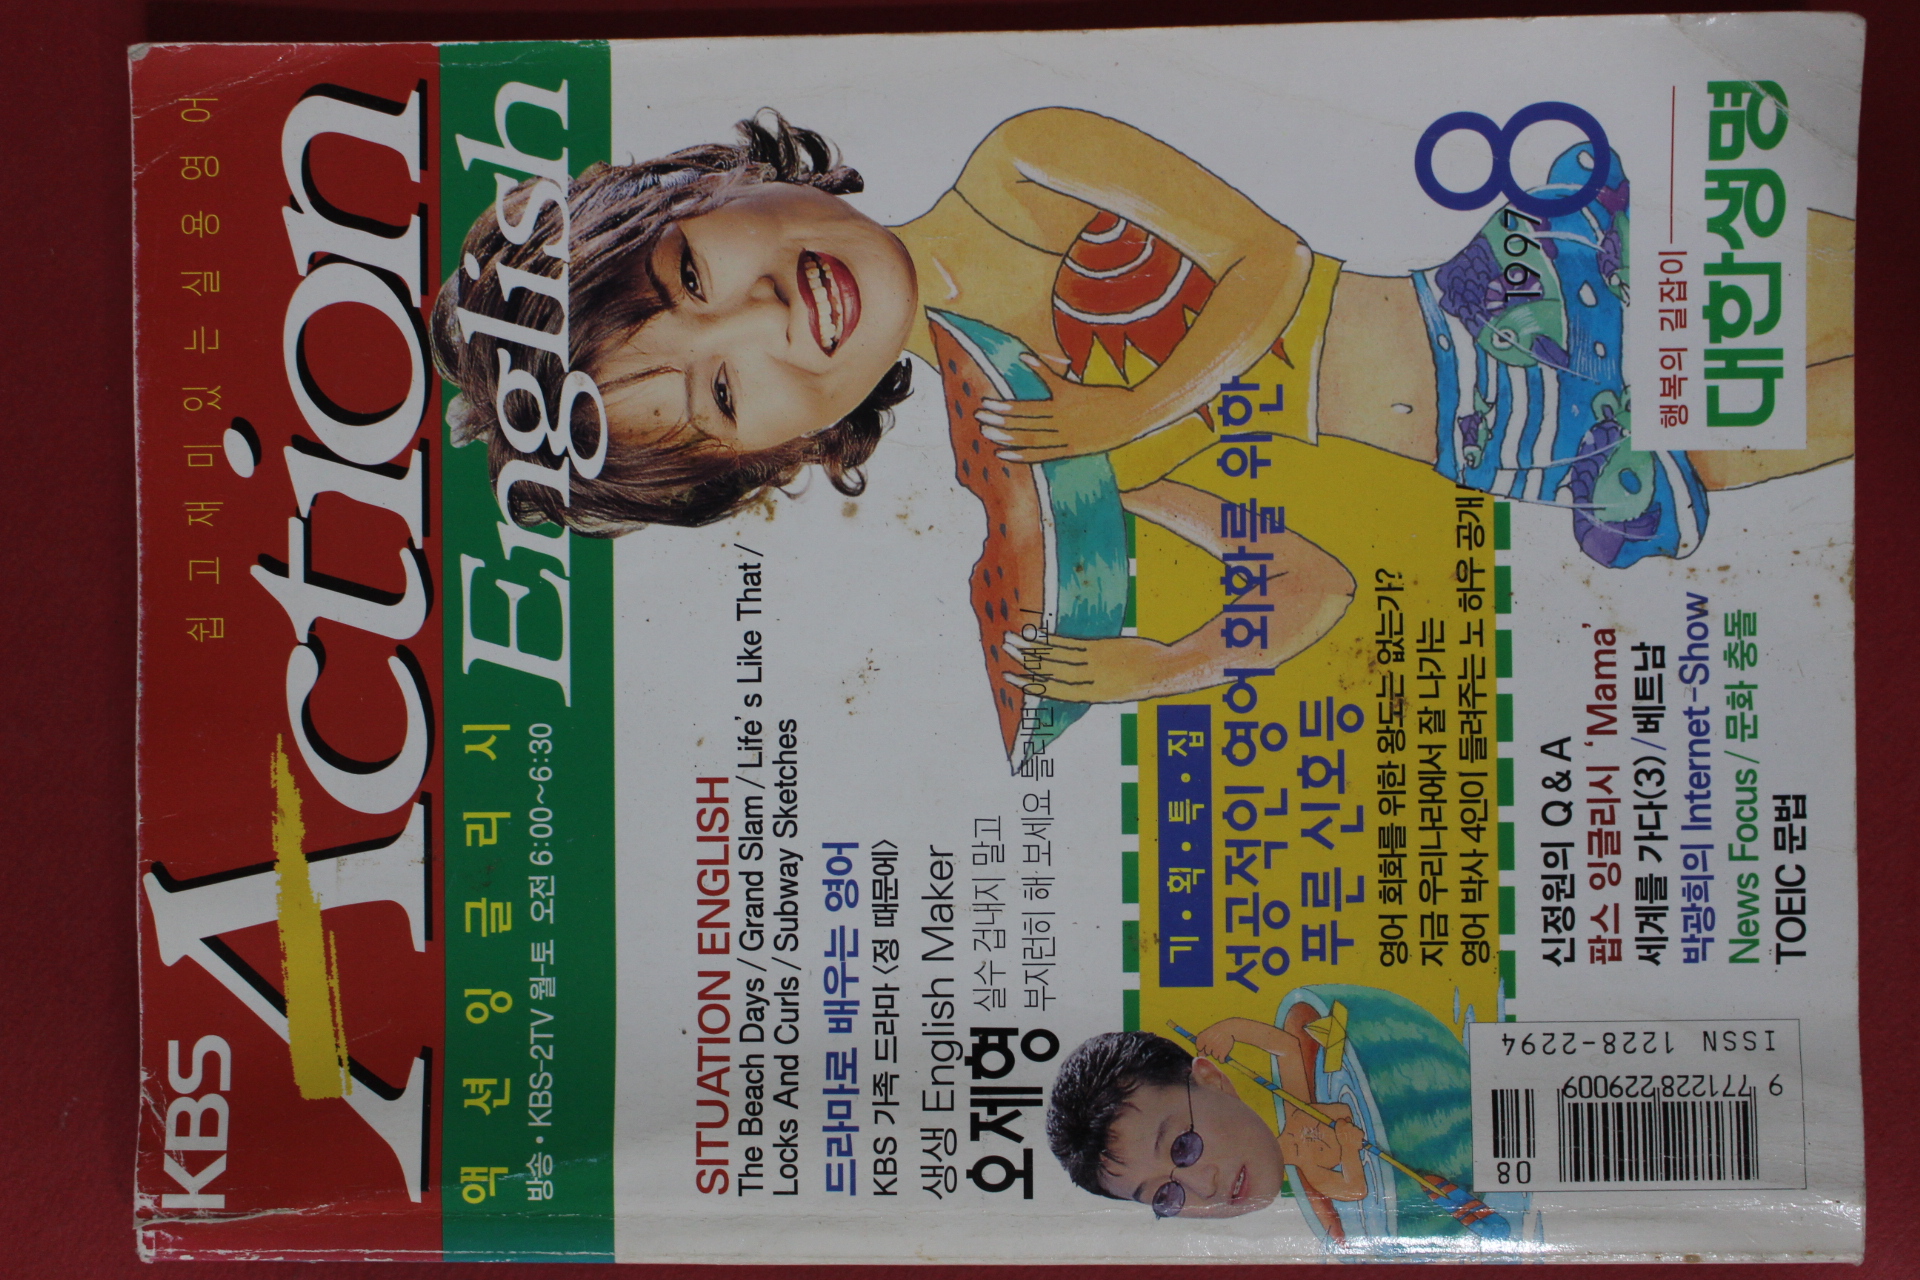 쉽고 재미있는 실용영어
KBS
Action
English
액션잉글리시
방송 • KBS-2TV 월-토 오전 6:00~6:30
SITUATION ENGLISH
The Beach Days / Grand Slam / Life's Like That /
Locks And Curls / Subway Sketches
드라마로 배우는 영어
KBS 가족 드라마 〈정 때문에〉
생생 English Maker
오제형
실수 겁내지 말고
부지런히 해 보세요 틀리면 어때요!
기•획•특•집
성공적인 영어 회화를 위한
푸른 신호등
영어 회화를 위한 왕도는 없는가?
지금 우리나라에서 잘 나가는
영어 박사 4인이 들려주는 노 하우 공개!
신정원의 Q & A
팝스 잉글리시 'Mama'
세계를 가다(3) / 베트남
박광희의 Internet-Show
News Focus / 문화 충돌
TOEIC 문법
1997
8
행복의 길잡이
대한생명
ISSN 1228-2294
9 771228 229009
08